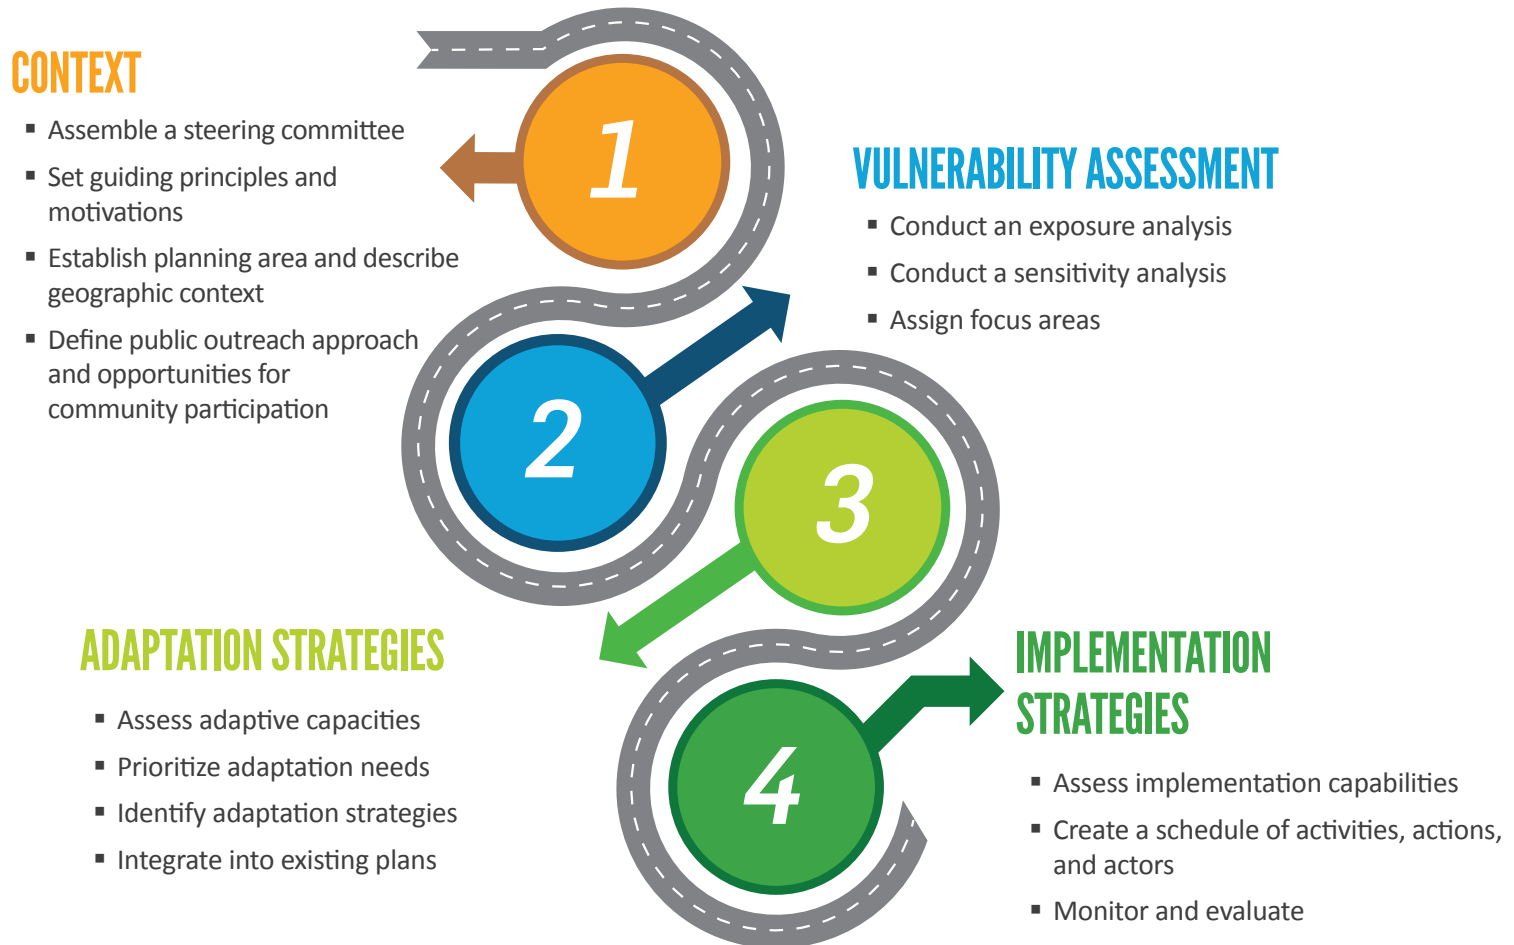 CONTEXT
▪ Assemble a steering committee
▪ Set guiding principles and
motivations
▪ Establish planning area and describe
geographic context
▪ Define public outreach approach
and opportunities for
community participation
1
VULNERABILITY ASSESSMENT
▪ Conduct an exposure analysis
▪ Conduct a sensitivity analysis
▪ Assign focus areas
2
3
ADAPTATION STRATEGIES
▪ Assess adaptive capacities
▪ Prioritize adaptation needs
▪ Identify adaptation strategies
▪ Integrate into existing plans
4
IMPLEMENTATION
STRATEGIES
▪ Assess implementation capabilities
▪ Create a schedule of activities, actions,
and actors
▪ Monitor and evaluate